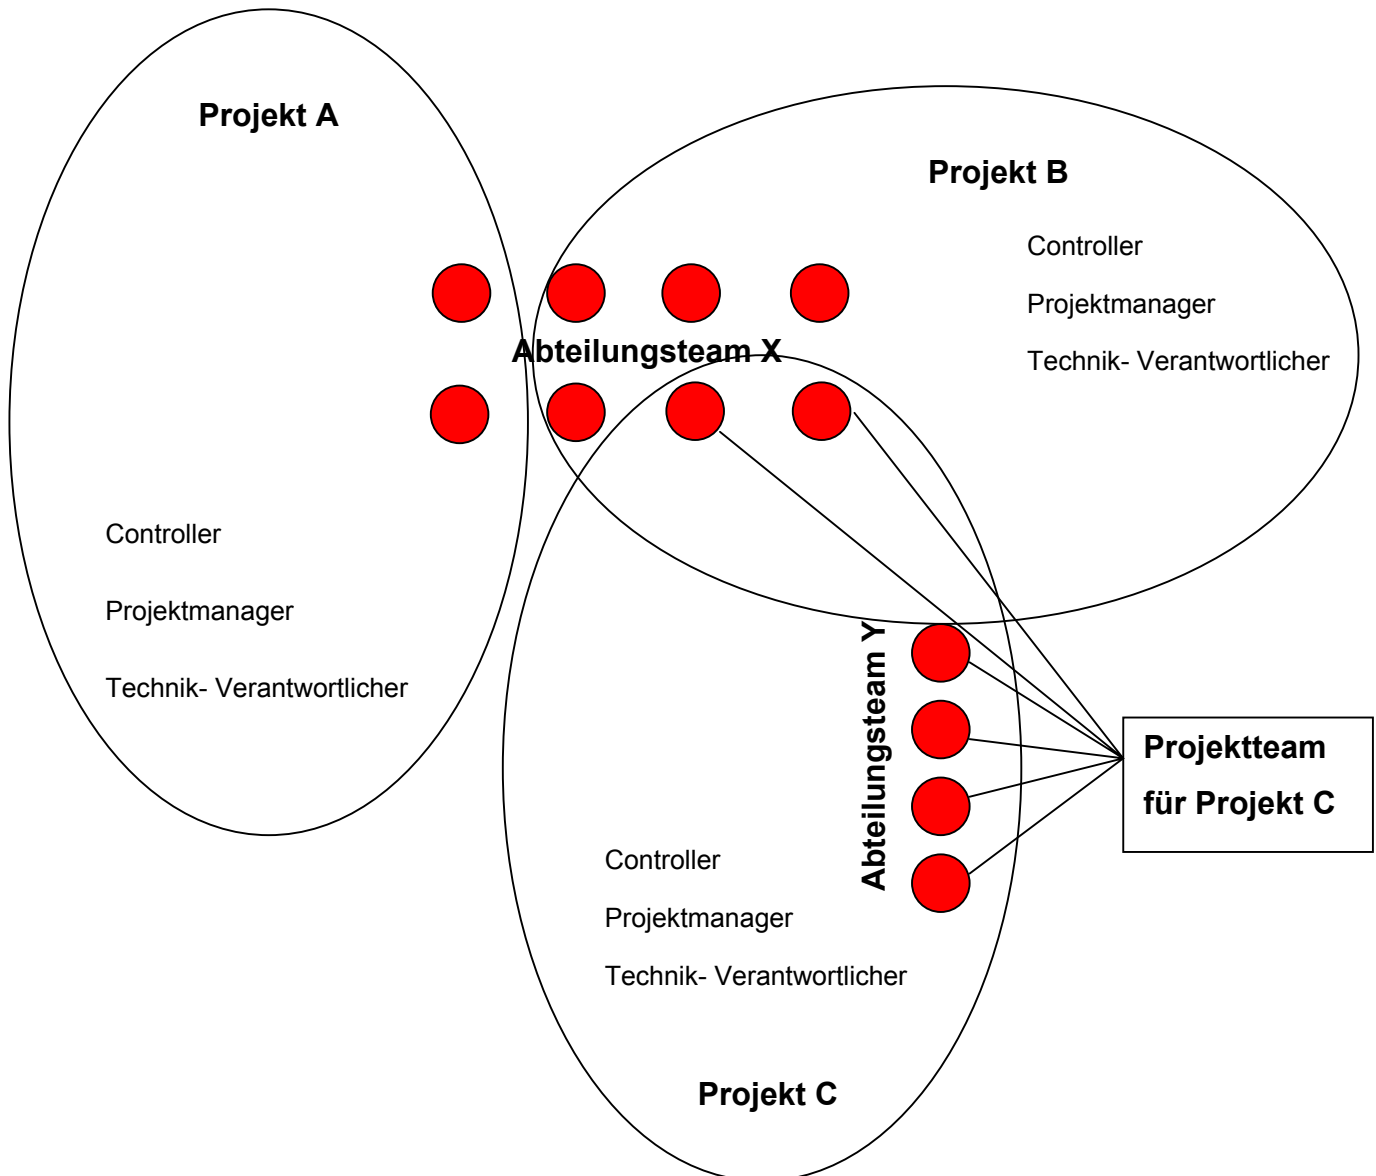 Projekt A
Projekt B
Controller
Projektmanager
Technik- Verantwortlicher
Abteilungsteam X
Controller
Projektmanager
Technik- Verantwortlicher
Abteilungsteam Y
Projektteam
für Projekt C
Controller
Projektmanager
Technik- Verantwortlicher
Projekt C